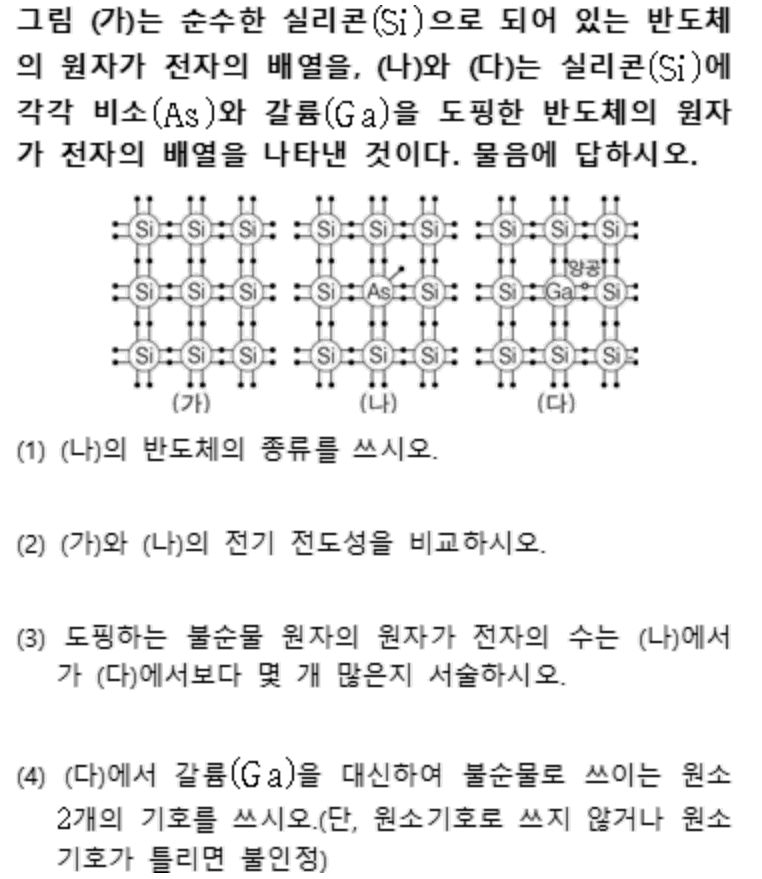 그림 (가)는 순수한 실리콘(Si)으로 되어 있는 반도체
의 원자가 전자의 배열을, (나)와 (다)는 실리콘(Si)에
각각 비소(As)와 갈륨(Ga)을 도핑한 반도체의 원자
가 전자의 배열을 나타낸 것이다. 물음에 답하시오.
Si Si Si Si Si Si Si Si Si
양공
Si Si Si Si As Si Si Ga Si
Si Si Si Si Si Si Si Si Si
(가) (나) (다)
(1) (나)의 반도체의 종류를 쓰시오.
(2) (가)와 (나)의 전기 전도성을 비교하시오.
(3) 도핑하는 불순물 원자의 원자가 전자의 수는 (나)에서
가 (다)에서보다 몇 개 많은지 서술하시오.
(4) (다)에서 갈륨(Ga)을 대신하여 불순물로 쓰이는 원소
2개의 기호를 쓰시오.(단, 원소기호로 쓰지 않거나 원소
기호가 틀리면 불인정)